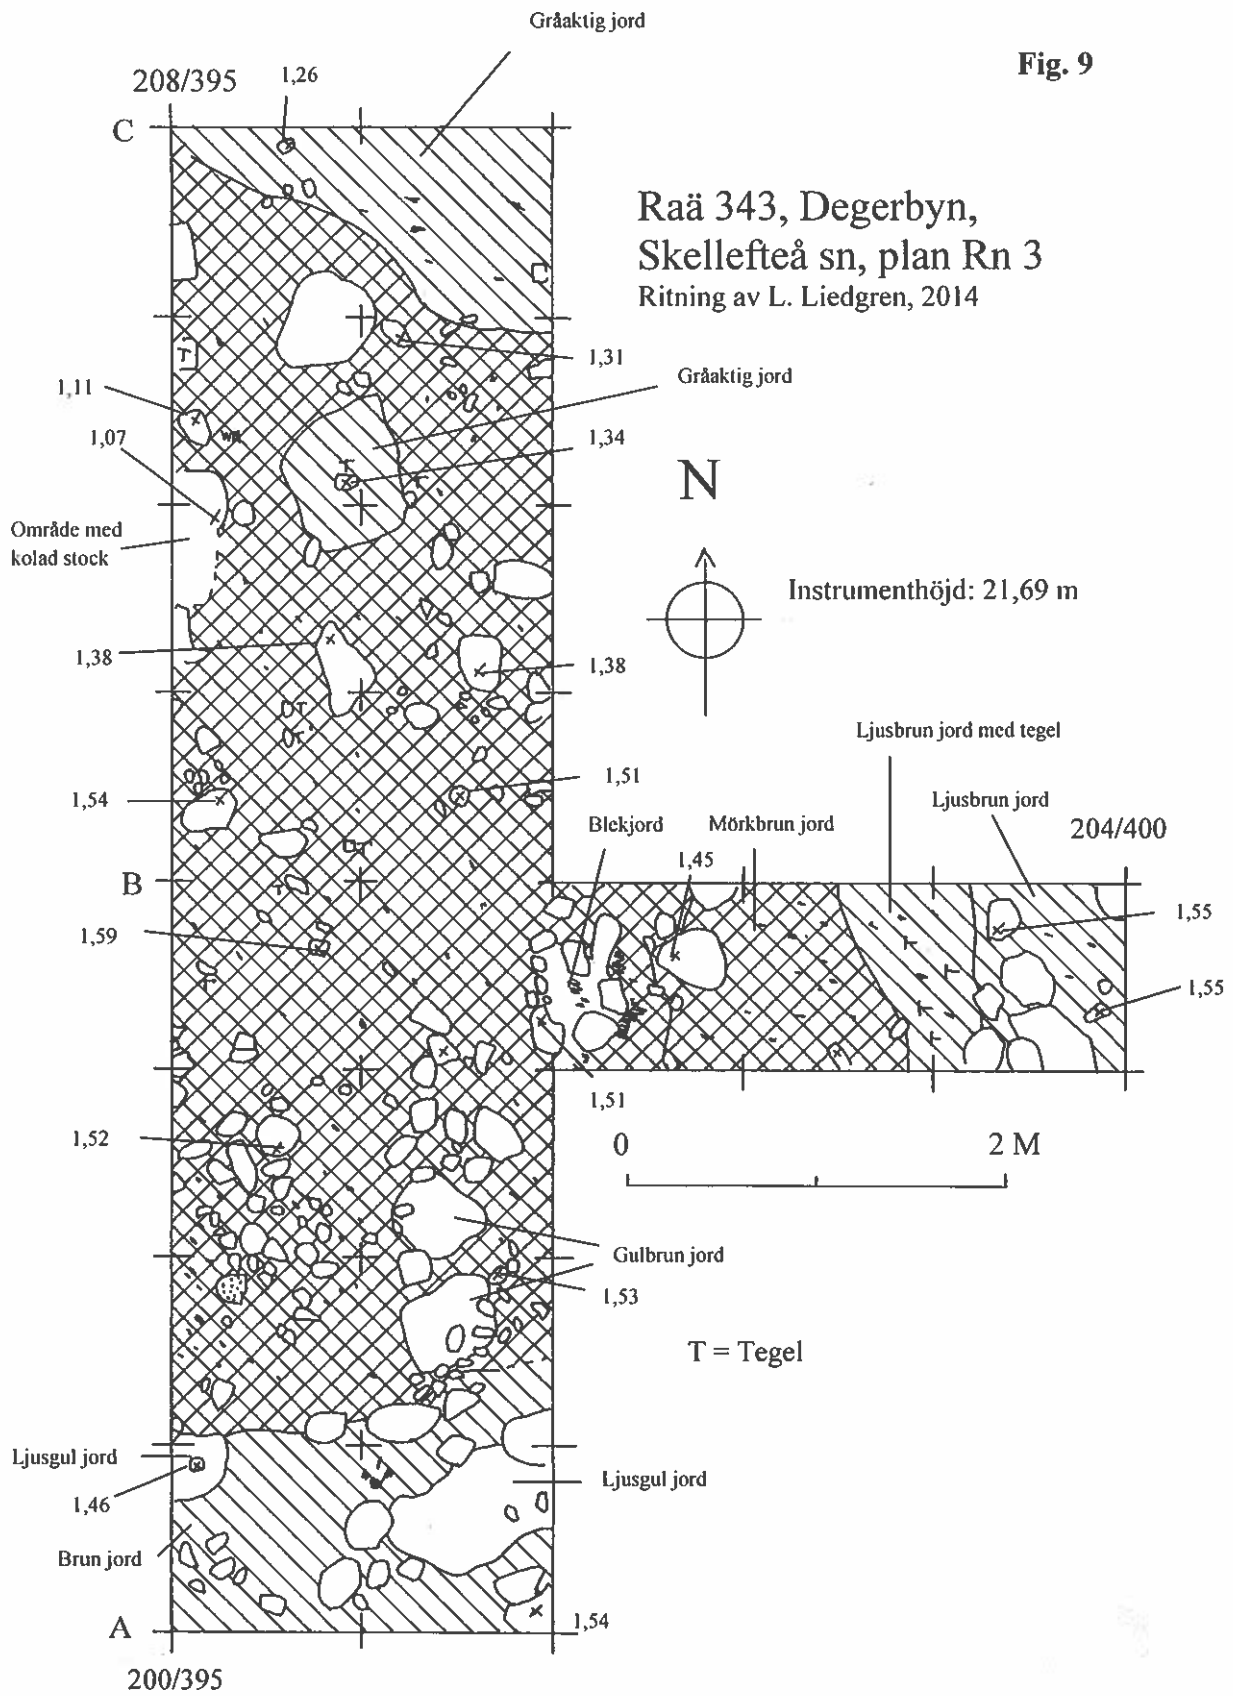 Gråaktig jord
Fig. 9
208/395
1,26
C
Raä 343, Degerbyn,
Skellefteå sn, plan Rn 3
Ritning av L. Liedgren, 2014
1,31
Gråaktig jord
1,11
1,07
1,34
N
Område med
kolad stock
Instrumenthöjd: 21,69 m
1,38
1,38
Ljusbrun jord med tegel
1,51
1,54
Blekjord
Mörkbrun jord
Ljusbrun jord
204/400
1,45
B
1,59
1,55
1,55
1,51
1,52
0
2 M
Gulbrun jord
1,53
T = Tegel
Ljusgul jord
1,46
Ljusgul jord
Brun jord
A
1,54
200/395
T
T
T
T
T
T
T
T
T
T
T